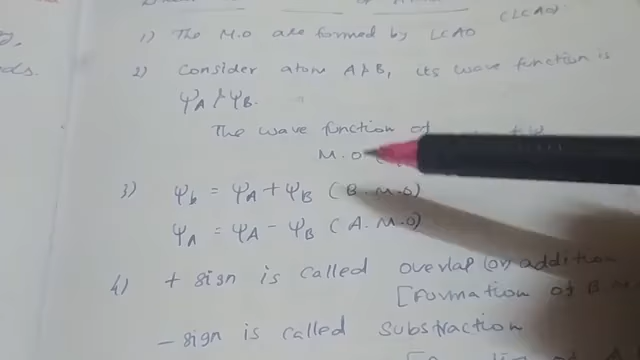 y,
ds.
(LCAO).
1) The M.O are formed by LCAO
2) Consider atom A & B, its wave function is
ψA & ψB.
The wave function of
M.O
3) ψb = ψA + ψB (B.M.O)
ψA = ψA - ψB (A.M.O)
4) + sign is called overlap (or) addition
[Formation of B M
- sign is called substraction